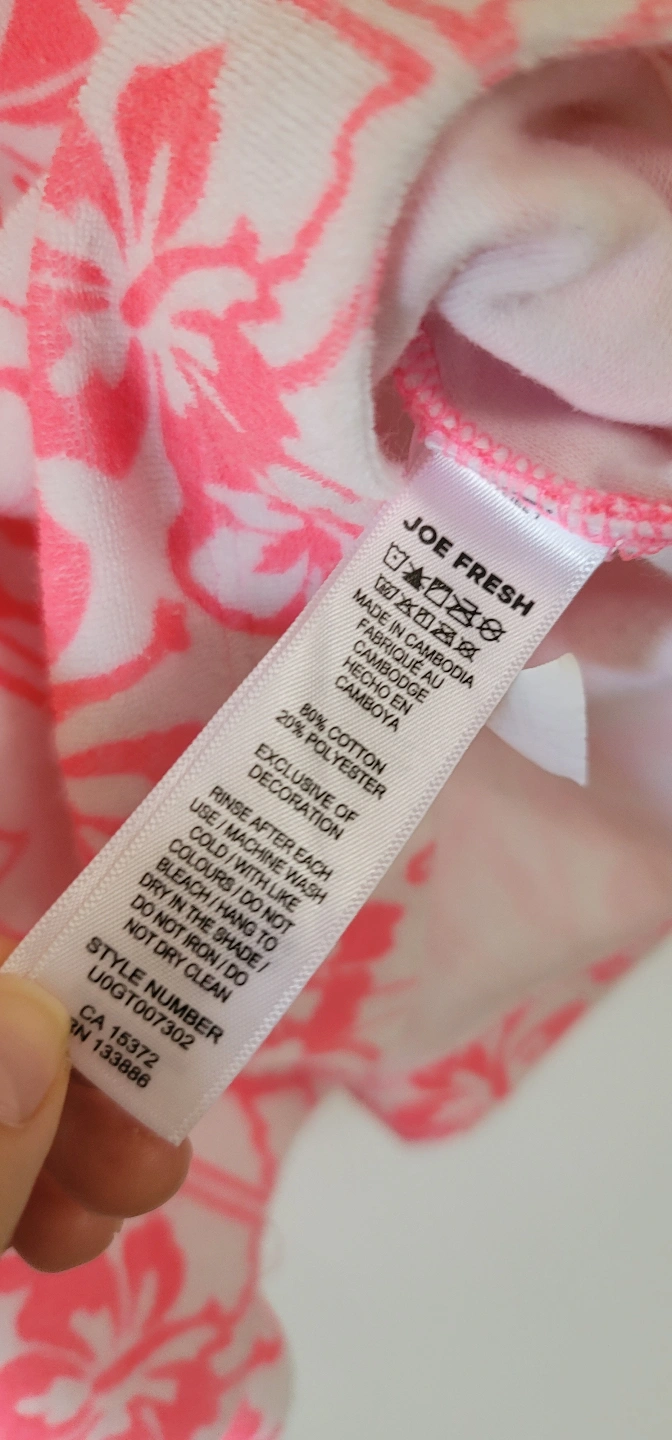 JOE FRESH
MADE IN CAMBODIA
FABRIQUÉ AU
CAMBODGE
HECHO EN
CAMBOYA
80% COTTON
20% POLYESTER
EXCLUSIVE OF
DECORATION
RINSE AFTER EACH
USE / MACHINE WASH
COLD / WITH LIKE
COLOURS / DO NOT
BLEACH / HANG TO
DRY IN THE SHADE /
DO NOT IRON / DO
NOT DRY CLEAN
STYLE NUMBER
U0GT007302
CA 15372
RN 133886